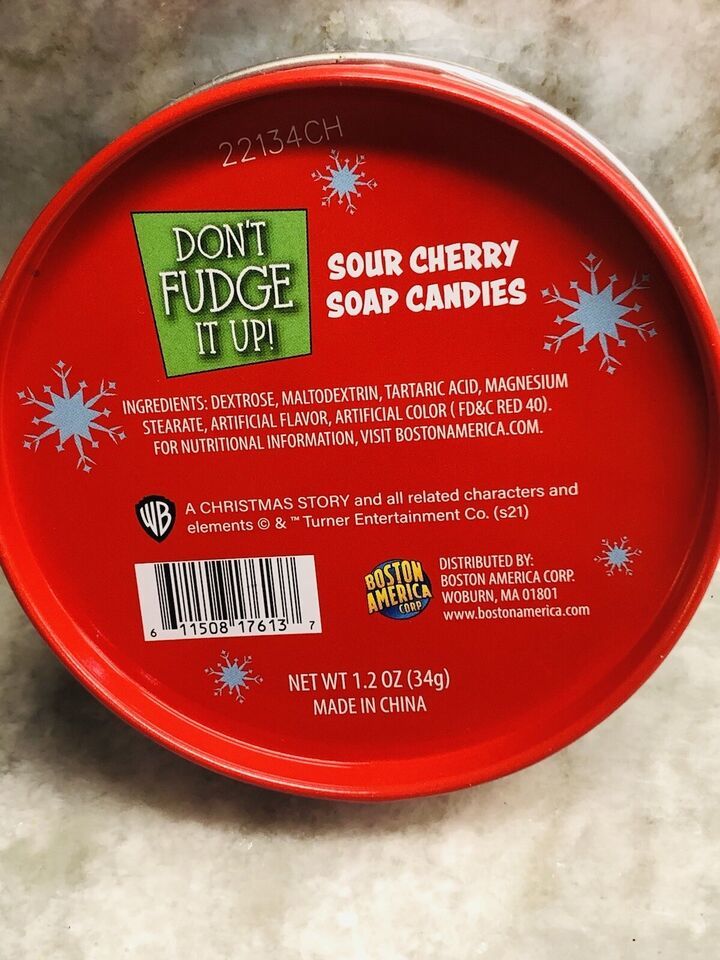 22134CH
DON'T
FUDGE
IT UP!
SOUR CHERRY
SOAP CANDIES
INGREDIENTS: DEXTROSE, MALTODEXTRIN, TARTARIC ACID, MAGNESIUM
STEARATE, ARTIFICIAL FLAVOR, ARTIFICIAL COLOR ( FD&C RED 40).
FOR NUTRITIONAL INFORMATION, VISIT BOSTONAMERICA.COM.
WB
A CHRISTMAS STORY and all related characters and
elements © & ™ Turner Entertainment Co. (s21)
6 11508 17613 7
BOSTON
AMERICA
CORP
DISTRIBUTED BY:
BOSTON AMERICA CORP.
WOBURN, MA 01801
www.bostonamerica.com
NET WT 1.2 OZ (34g)
MADE IN CHINA